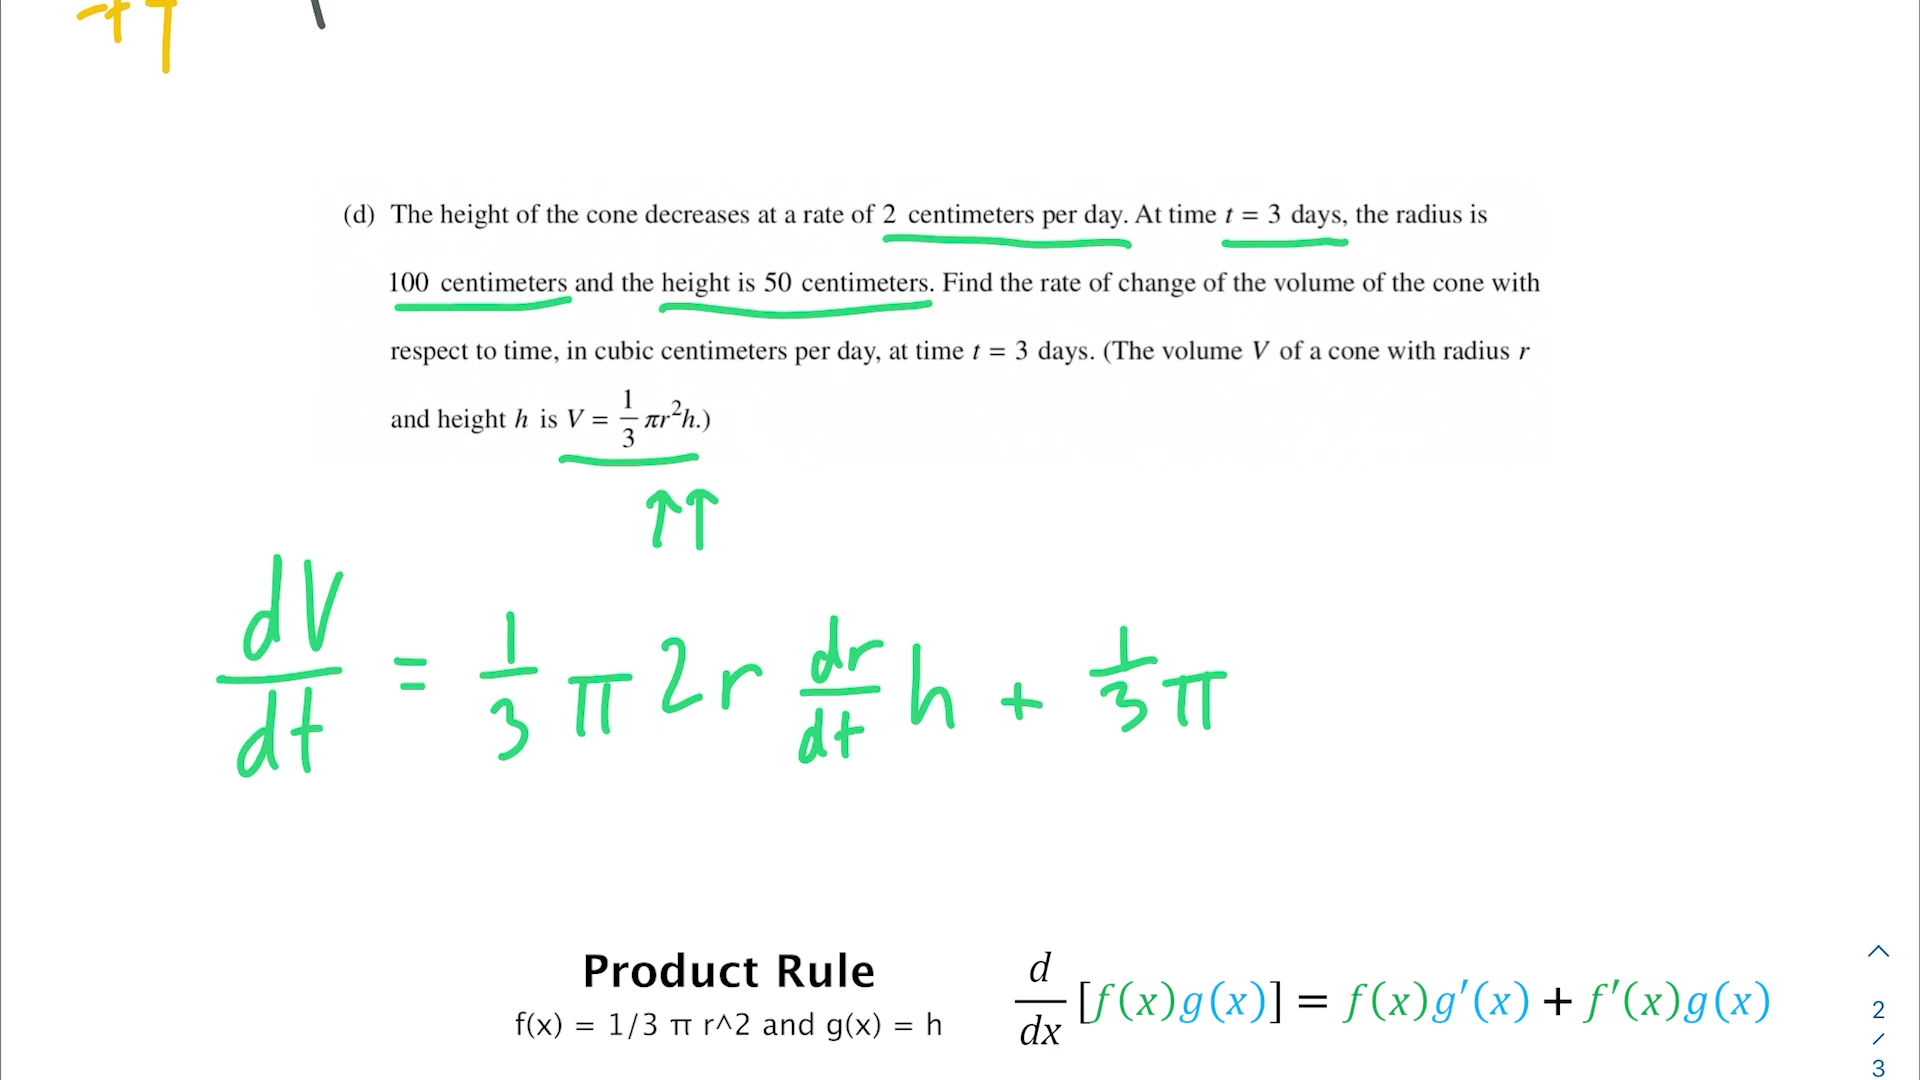 (d) The height of the cone decreases at a rate of 2 centimeters per day. At time t = 3 days, the radius is
100 centimeters and the height is 50 centimeters. Find the rate of change of the volume of the cone with
respect to time, in cubic centimeters per day, at time t = 3 days. (The volume V of a cone with radius r
and height h is V = 1/3 πr²h.)
↑↑
dV/dt = 1/3 π 2r dr/dt h + 1/3 π
Product Rule
f(x) = 1/3 π r^2 and g(x) = h
d/dx [f(x)g(x)] = f(x)g'(x) + f'(x)g(x)
2
/
3